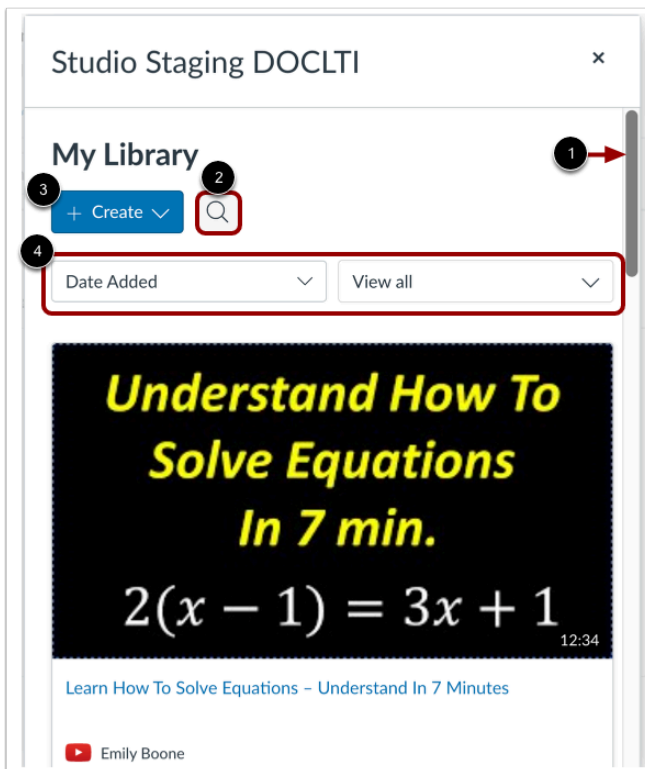 Studio Staging DOCLTI
×
My Library
1
2
3
+ Create
4
Date Added
View all
Understand How To
Solve Equations
In 7 min.
2(x − 1) = 3x + 1
12:34
Learn How To Solve Equations – Understand In 7 Minutes
Emily Boone